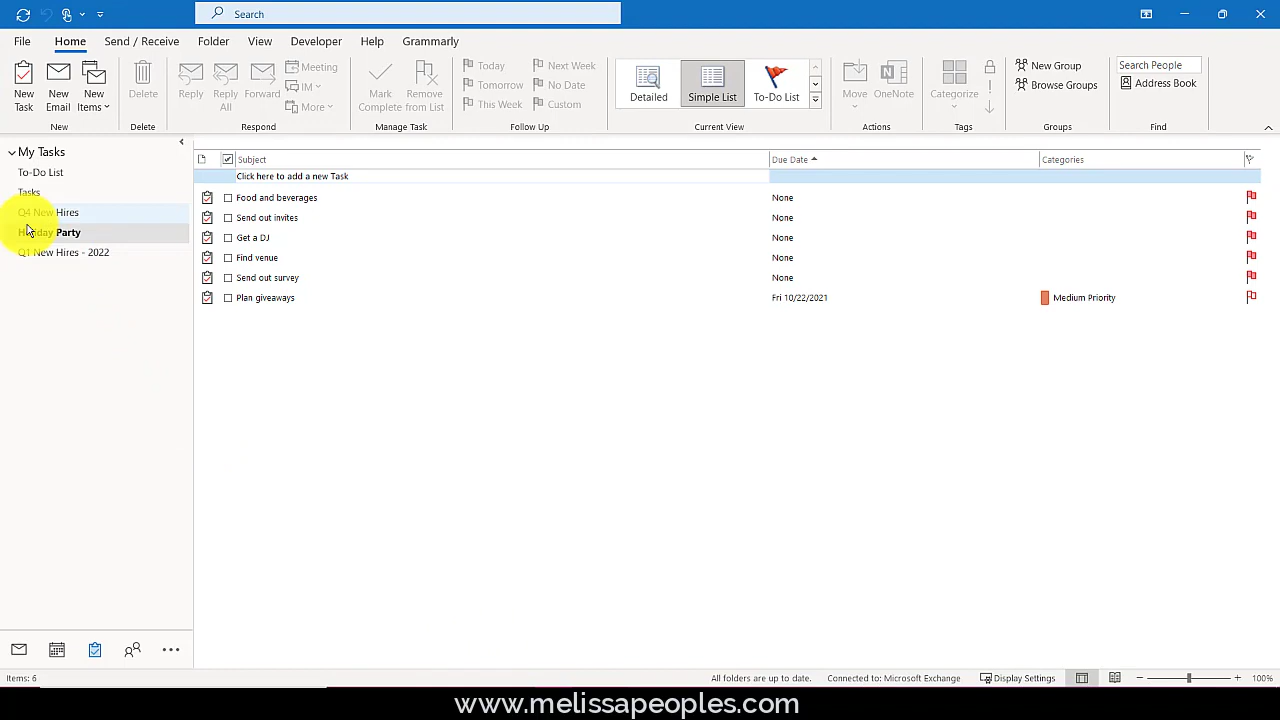 Search
File Home Send / Receive Folder View Developer Help Grammarly
New Task
New Email
New Items
Delete
Reply
Reply All
Forward
Meeting
IM
More
Mark Complete
Remove from List
Today
Tomorrow
This Week
Next Week
No Date
Custom
Detailed
Simple List
To-Do List
Move
OneNote
Categorize
New Group
Browse Groups
Search People
Address Book
New Delete Respond Manage Task Follow Up Current View Actions Tags Groups Find
My Tasks
To-Do List
Tasks
Q4 New Hires
Party
Q1 New Hires - 2022
Subject Due Date Categories
Click here to add a new Task
Food and beverages None
Send out invites None
Get a DJ None
Find venue None
Send out survey None
Plan giveaways Fri 10/22/2021 Medium Priority
Items: 6 All folders are up to date. Connected to: Microsoft Exchange Display Settings 100%
www.melissapeoples.com